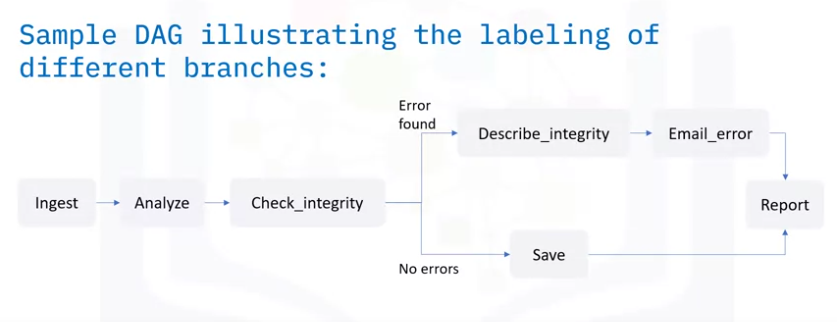 Sample DAG illustrating the labeling of
different branches:
Error
found
Describe_integrity
Email_error
Ingest
Analyze
Check_integrity
Report
No errors
Save